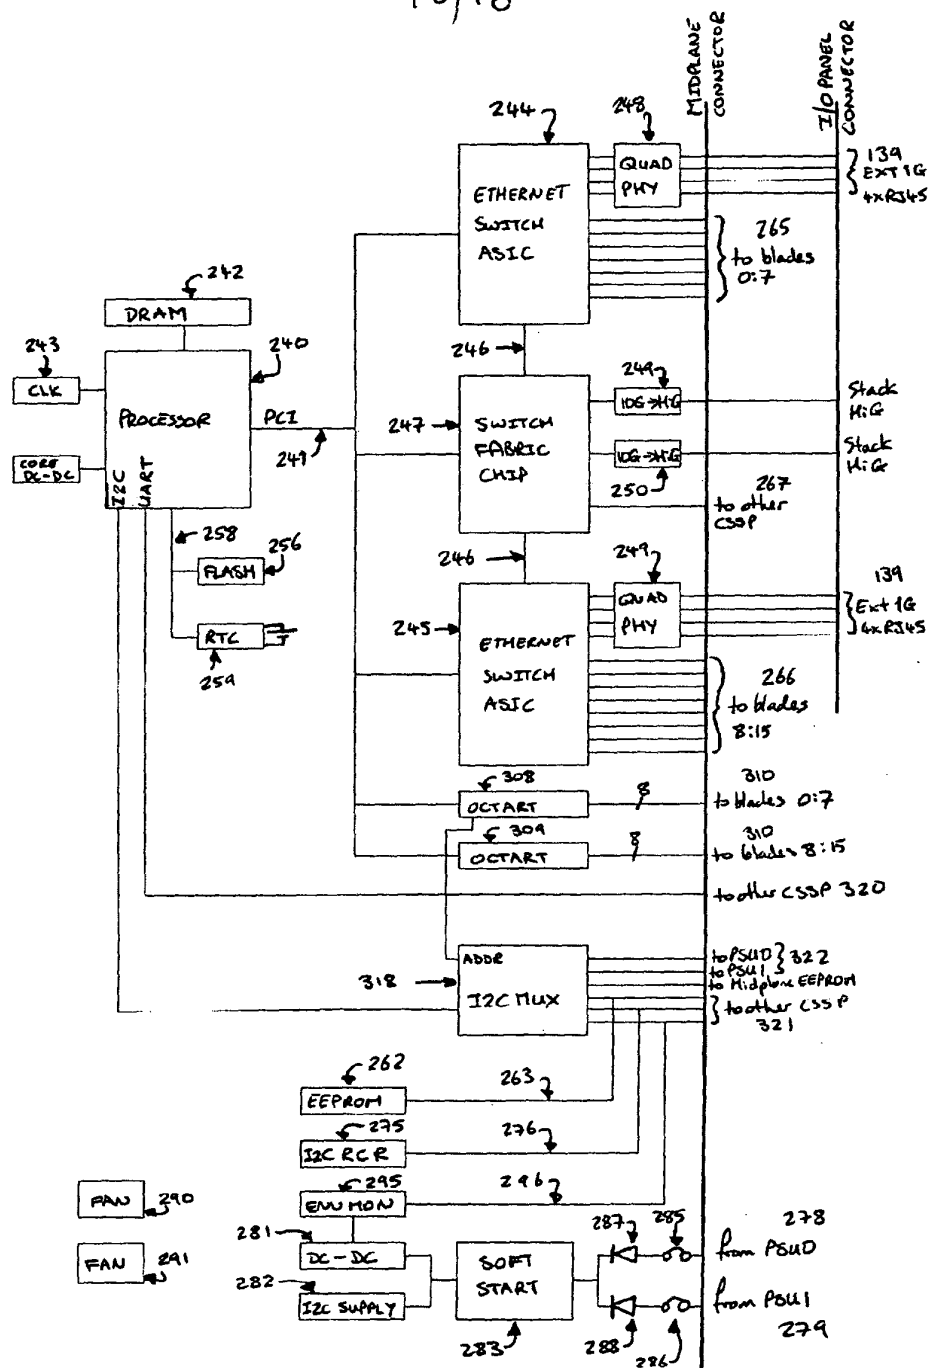 10/18
MIDPLANE
CONNECTOR
I/O PANEL
CONNECTOR
244
248
ETHERNET
SWITCH
ASIC
QUAD
PHY
139
EXT 1G
4xRJ45
265
to blades
0:7
242
DRAM
243
CLK
240
PROCESSOR
PCI
249
CORE
DC-DC
I2C
UART
246
247
SWITCH
FABRIC
CHIP
249
10G→HiG
Stack
HiG
10G→HiG
250
Stack
HiG
267
to other
CSSP
258
256
FLASH
RTC
259
246
249
245
ETHERNET
SWITCH
ASIC
QUAD
PHY
139
Ext 1G
4xRJ45
266
to blades
8:15
308
OCTART
8
310
to blades 0:7
309
OCTART
8
310
to blades 8:15
to other CSSP 320
318
ADDR
I2C MUX
to PSU0
to PSU1
322
to Midplane EEPROM
to other CSSP
321
262
EEPROM
263
275
I2C RCR
276
295
ENV MON
296
FAN
290
FAN
291
281
DC-DC
282
I2C SUPPLY
SOFT
START
283
287
285
278
from PSU0
288
286
from PSU1
279